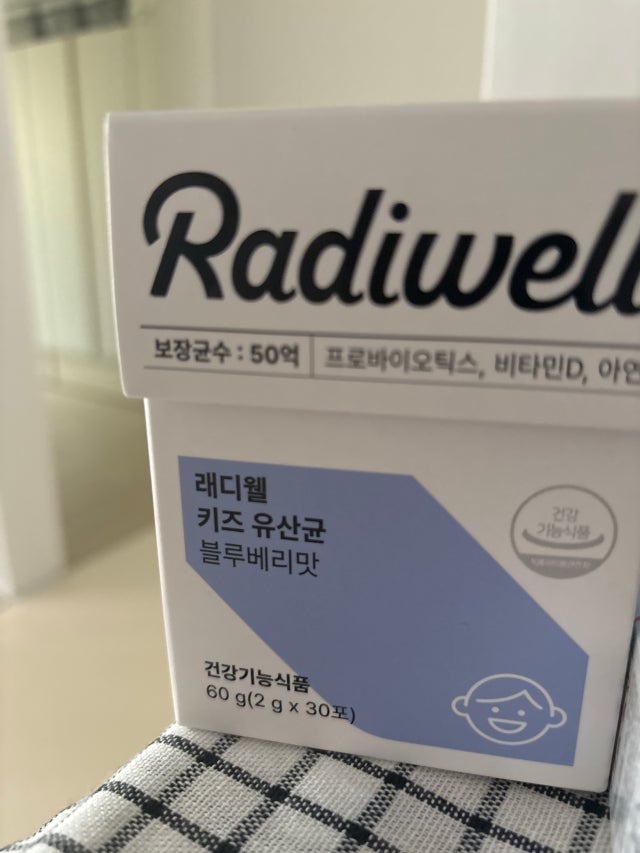 Radiwell
보장균수 : 50억 프로바이오틱스, 비타민D, 아연
래디웰
키즈 유산균
블루베리맛
건강
기능식품
건강기능식품
60 g(2 g x 30포)